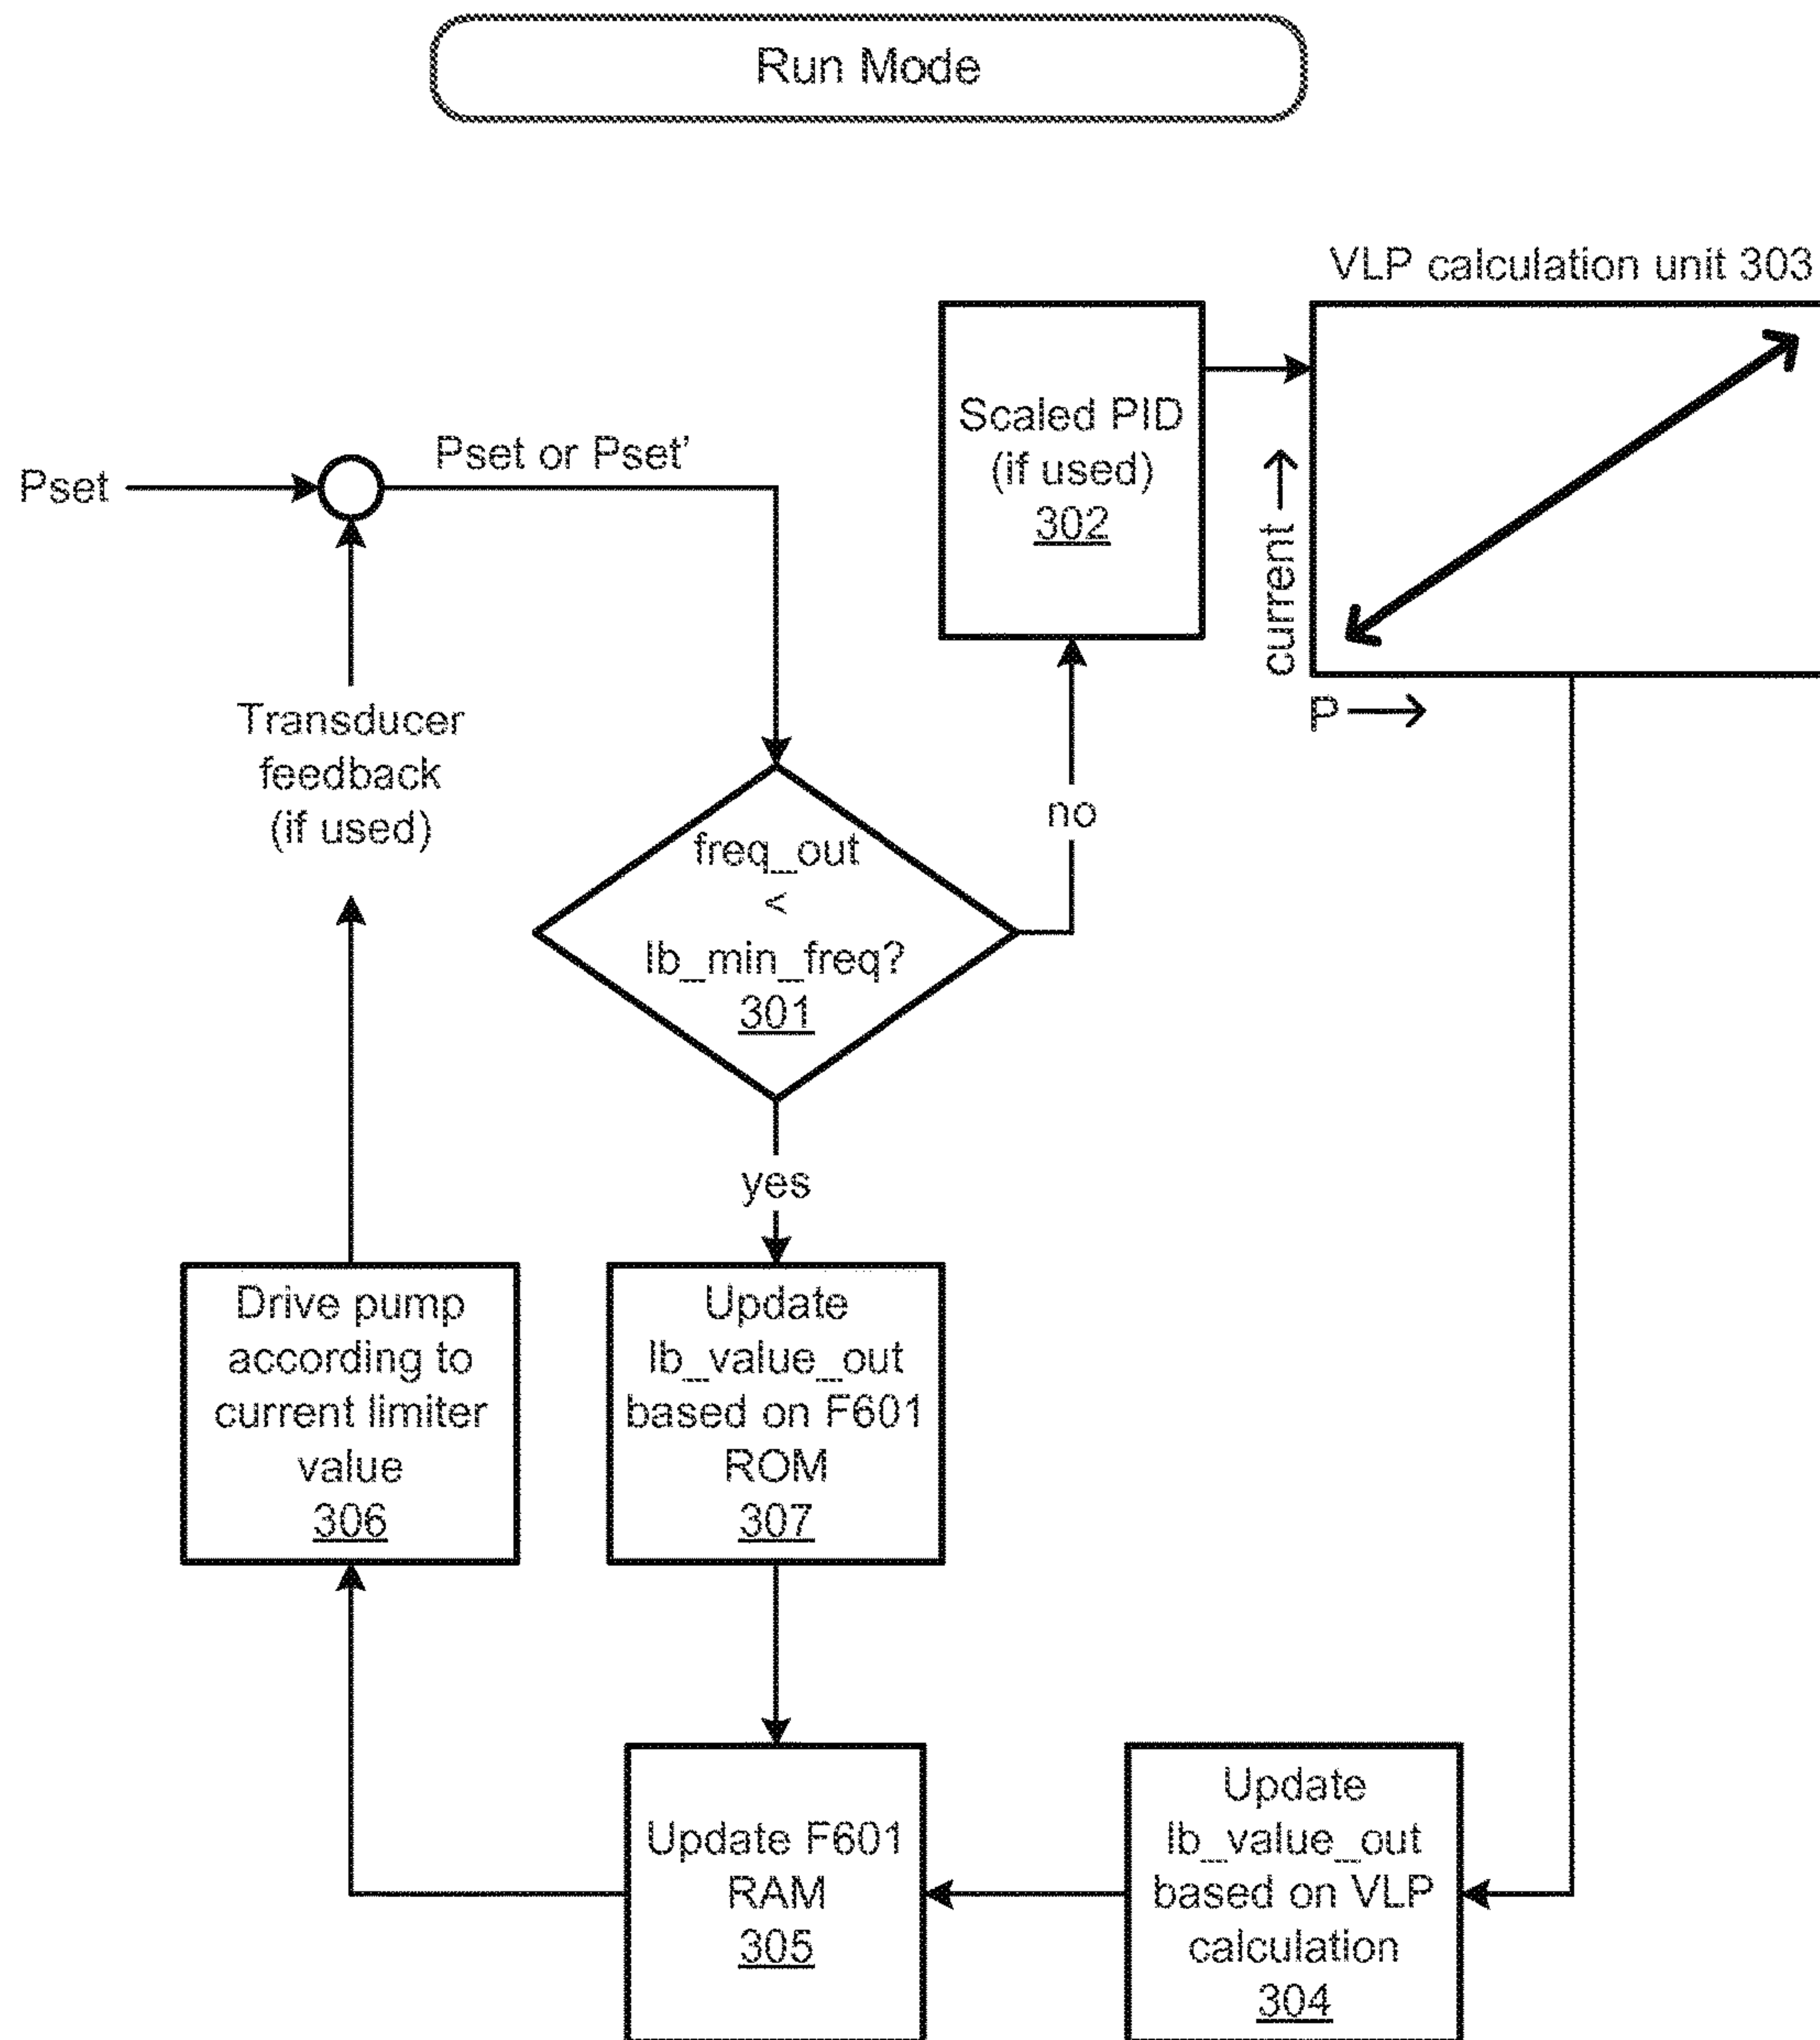 Run Mode
VLP calculation unit 303
Scaled PID
(if used)
302
current
P
Pset
Pset or Pset'
Transducer
feedback
(if used)
freq_out
<
lb_min_freq?
301
no
yes
Drive pump
according to
current limiter
value
306
Update
lb_value_out
based on F601
ROM
307
Update F601
RAM
305
Update
lb_value_out
based on VLP
calculation
304